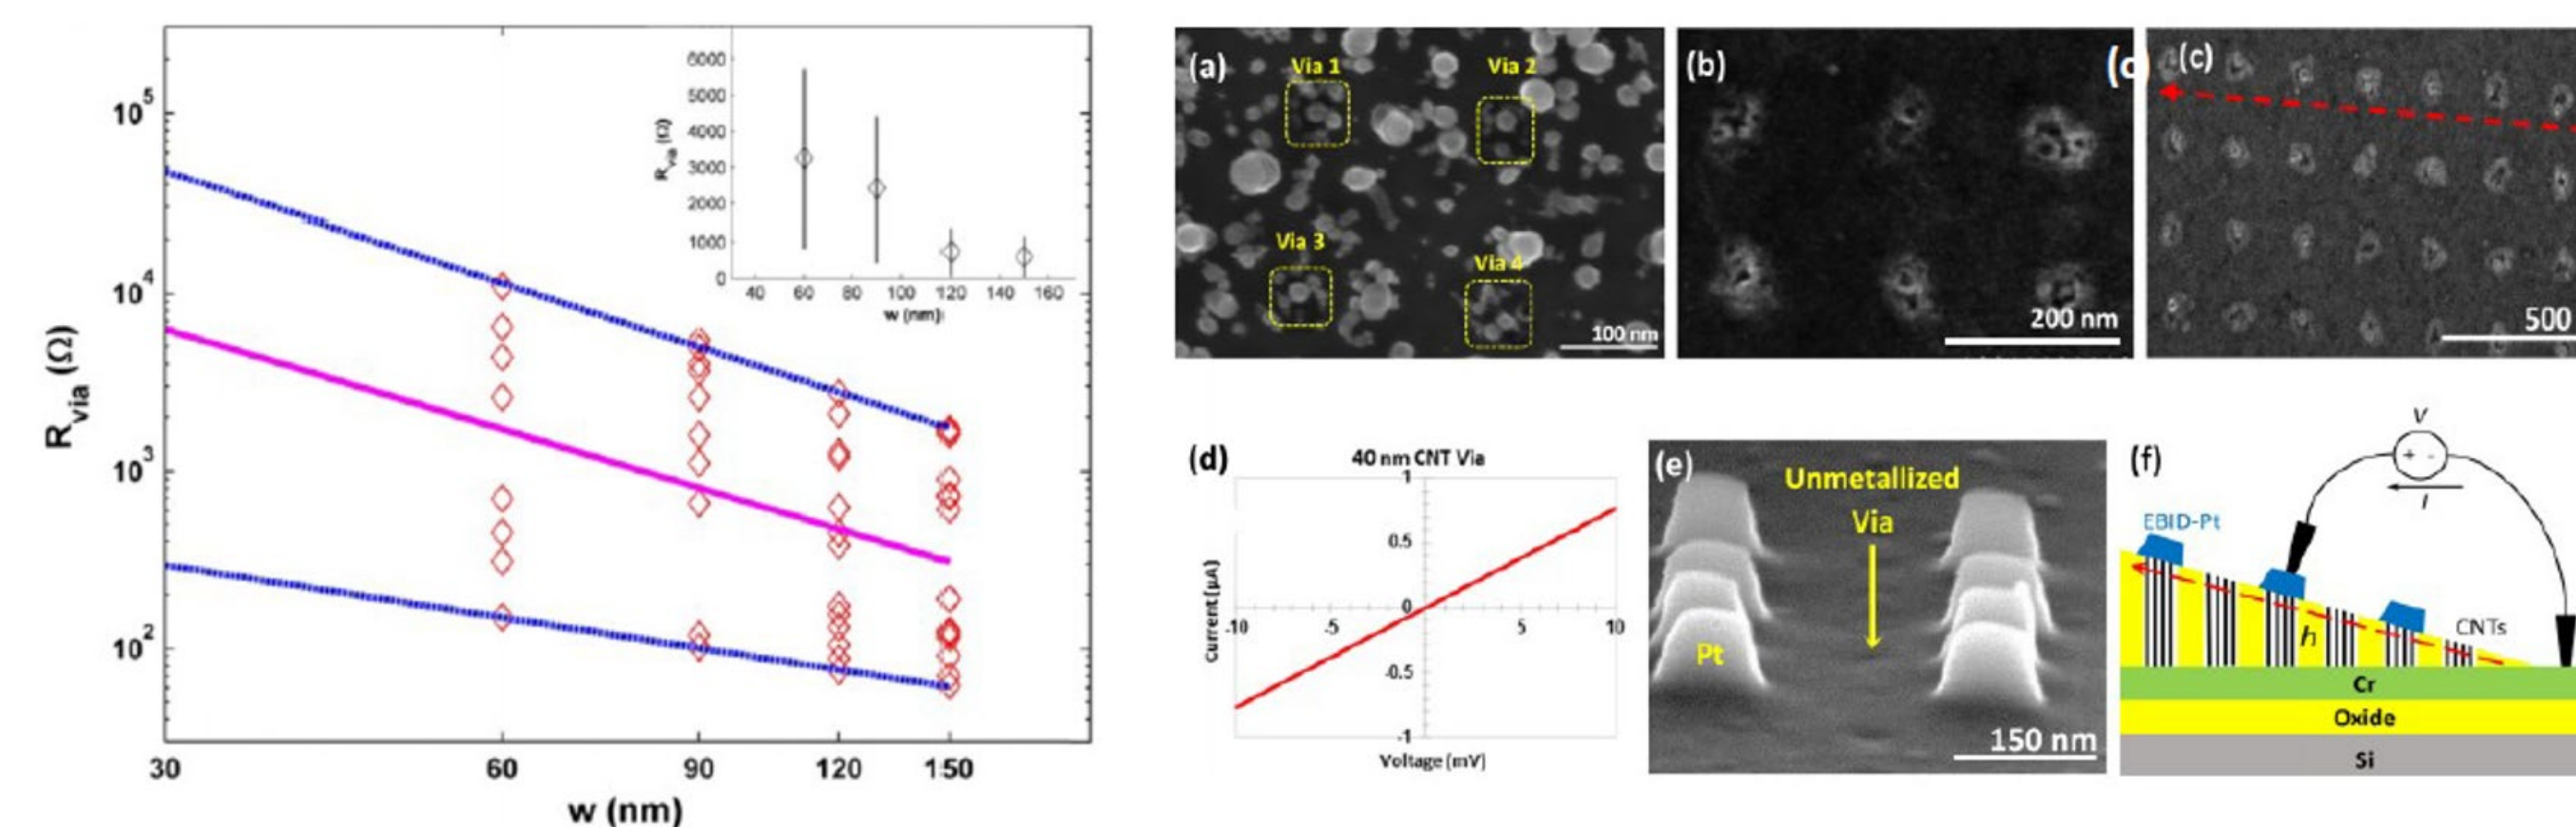 10^5
10^4
10^3
10^2
R_via (Ω)
30 60 90 120 150
w (nm)
6000
5000
4000
3000
2000
1000
0
R_via (Ω)
40 60 80 100 120 140 160
w (nm)
(a)
Via 1
Via 2
Via 3
Via 4
100 nm
(b)
200 nm
(c)
500
(d)
40 nm CNT Via
1
0.5
0
-0.5
-1
-10 -5 5 10
Current (µA)
Voltage (mV)
(e)
Unmetallized
Via
Pt
150 nm
(f)
V
+ -
I
EBID-Pt
CNTs
h
Cr
Oxide
Si